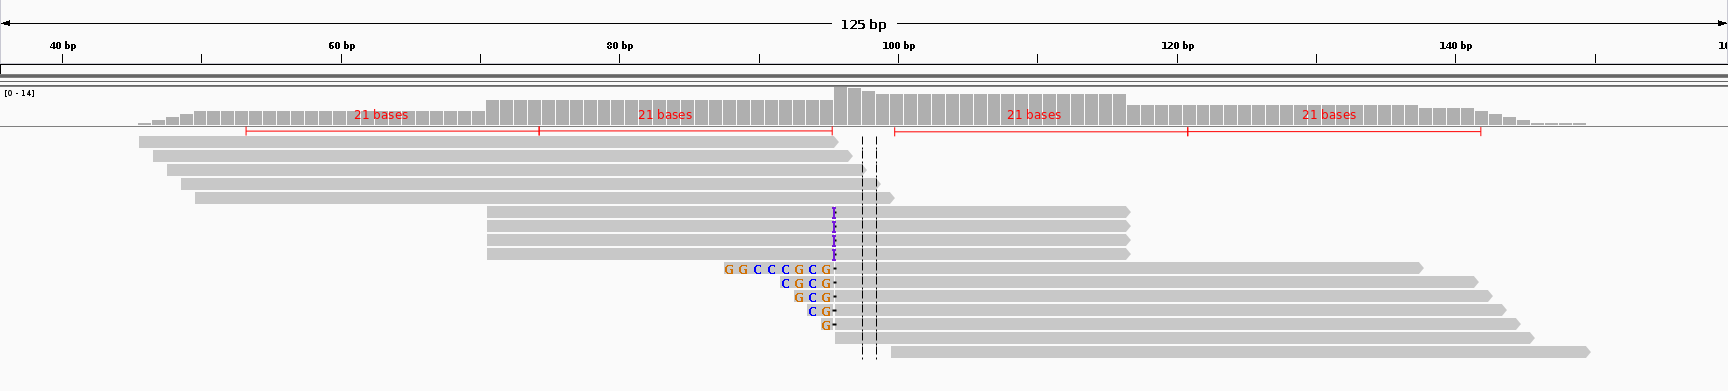 125 bp
40 bp 60 bp 80 bp 100 bp 120 bp 140 bp
[0 - 14]
21 bases 21 bases 21 bases 21 bases
G G C C C G C G
C G C G
G C G
C G
G